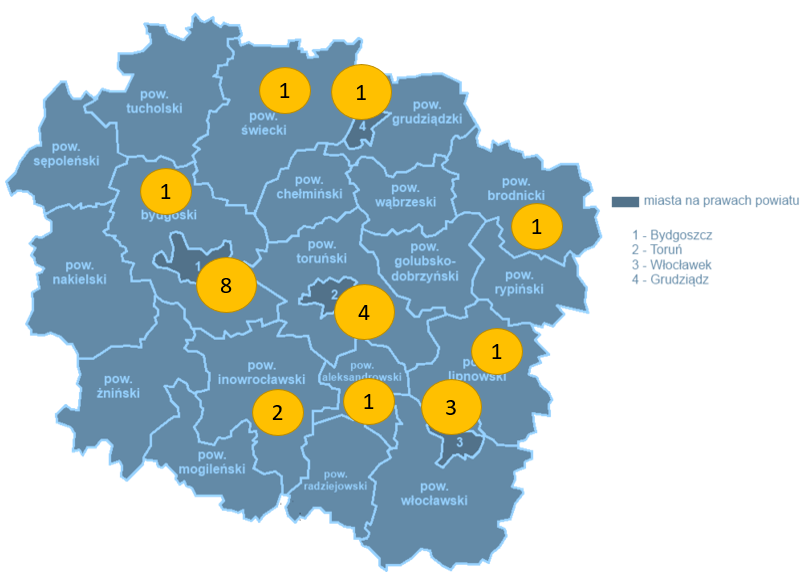 pow.
tucholski
1
pow.
świecki
1
4
pow.
grudziądzki
pow.
sępoleński
1
bydgoski
pow.
chełmiński
pow.
wąbrzeski
pow.
brodnicki
1
miasta na prawach powiatu
1 - Bydgoszcz
2 - Toruń
3 - Włocławek
4 - Grudziądz
pow.
nakielski
1
8
pow.
toruński
2
4
pow.
golubsko-
dobrzyński
pow.
rypiński
pow.
żniński
pow.
inowrocławski
2
pow.
aleksandrowski
1
1
lipnowski
3
3
pow.
mogileński
pow.
radziejowski
pow.
włocławski